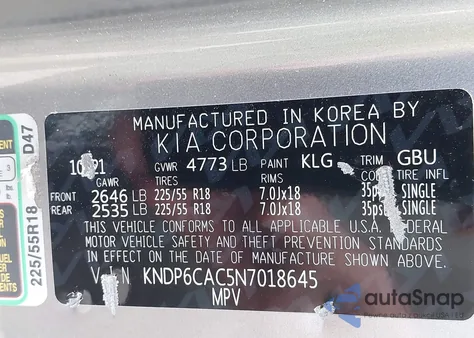 MANUFACTURED IN KOREA BY
KIA CORPORATION
GVWR 4773 LB PAINT KLG TRIM GBU
GAWR TIRES RIMS TIRE INFL
FRONT 2646 LB 225/55 R18 7.0Jx18 35 SINGLE
REAR 2535 LB 225/55 R18 7.0Jx18 35 SINGLE
THIS VEHICLE CONFORMS TO ALL APPLICABLE U.S.A.
MOTOR VEHICLE SAFETY AND THEFT PREVENTION STANDARDS
IN EFFECT ON THE DATE OF MANUFACTURE SHOWN ABOVE.
KNDP6CAC5N7018645
MPV
225/55R18
DA47
autoSnap